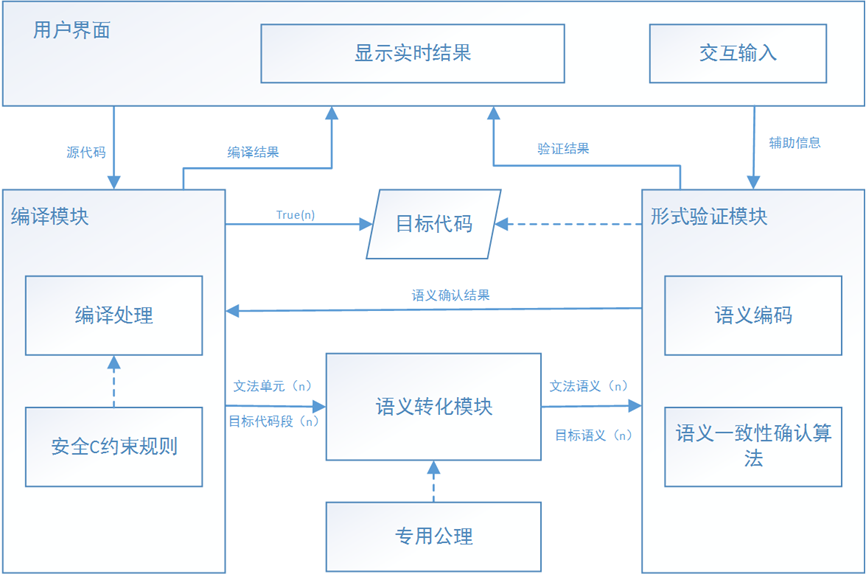 用户界面
显示实时结果
交互输入
源代码
编译结果
验证结果
辅助信息
编译模块
True(n)
目标代码
形式验证模块
语义确认结果
编译处理
语义编码
文法单元（n）
目标代码段（n）
语义转化模块
文法语义（n）
目标语义（n）
安全C约束规则
语义一致性确认算
法
专用公理